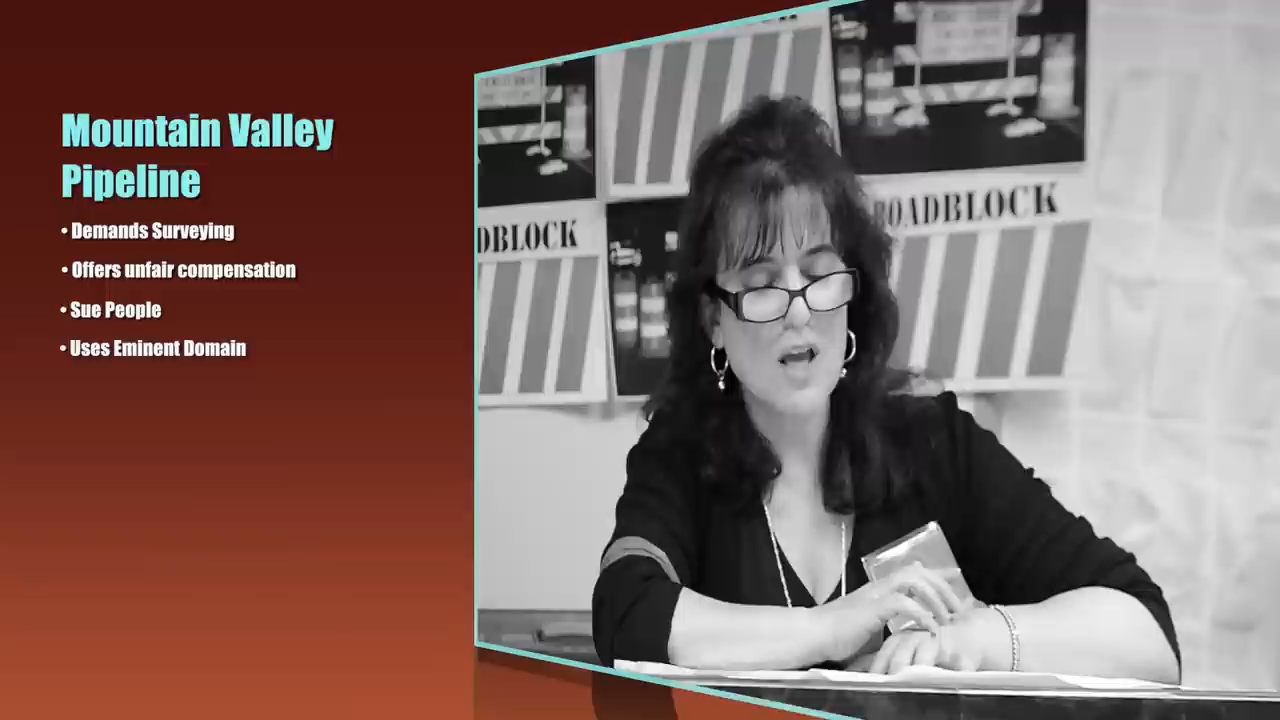 Mountain Valley
Pipeline
• Demands Surveying
• Offers unfair compensation
• Sue People
• Uses Eminent Domain
DBLOCK
ROADBLOCK